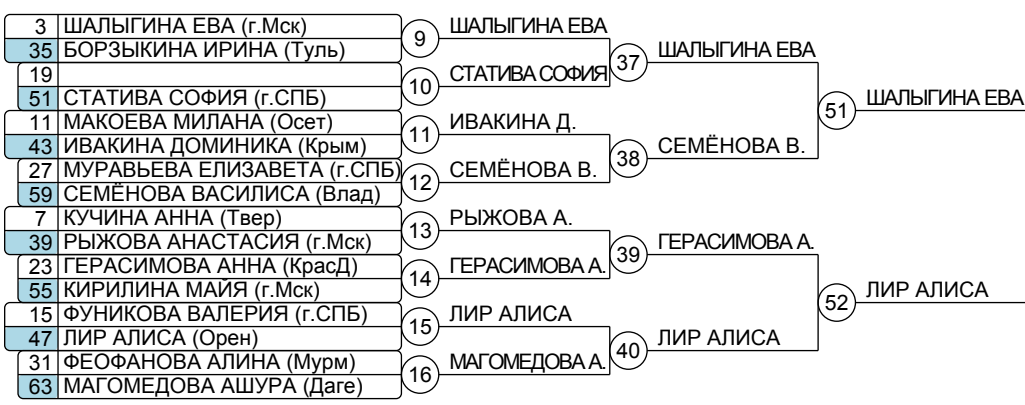 3 ШАЛЫГИНА ЕВА (г.Мск)
35 БОРЗЫКИНА ИРИНА (Туль)
19
51 СТАТИВА СОФИЯ (г.СПБ)
11 МАКОЕВА МИЛАНА (Осет)
43 ИВАКИНА ДОМИНИКА (Крым)
27 МУРАВЬЕВА ЕЛИЗАВЕТА (г.СПБ)
59 СЕМЁНОВА ВАСИЛИСА (Влад)
7 КУЧИНА АННА (Твер)
39 РЫЖОВА АНАСТАСИЯ (г.Мск)
23 ГЕРАСИМОВА АННА (КрасД)
55 КИРИЛИНА МАЙЯ (г.Мск)
15 ФУНИКОВА ВАЛЕРИЯ (г.СПБ)
47 ЛИР АЛИСА (Орен)
31 ФЕОФАНОВА АЛИНА (Мурм)
63 МАГОМЕДОВА АШУРА (Даге)
9 ШАЛЫГИНА ЕВА
10 СТАТИВА СОФИЯ
11 ИВАКИНА Д.
12 СЕМЁНОВА В.
13 РЫЖОВА А.
14 ГЕРАСИМОВА А.
15 ЛИР АЛИСА
16 МАГОМЕДОВА А.
37 ШАЛЫГИНА ЕВА
38 СЕМЁНОВА В.
39 ГЕРАСИМОВА А.
40 ЛИР АЛИСА
51 ШАЛЫГИНА ЕВА
52 ЛИР АЛИСА